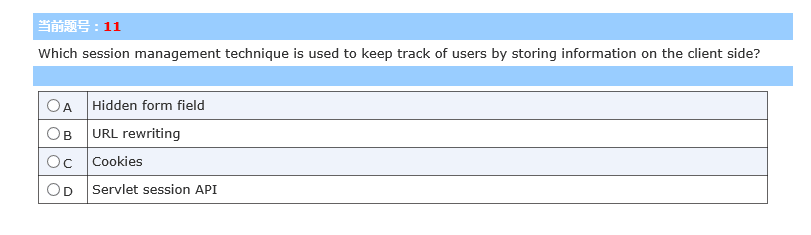 当前题号：11
Which session management technique is used to keep track of users by storing information on the client side?
A Hidden form field
B URL rewriting
C Cookies
D Servlet session API